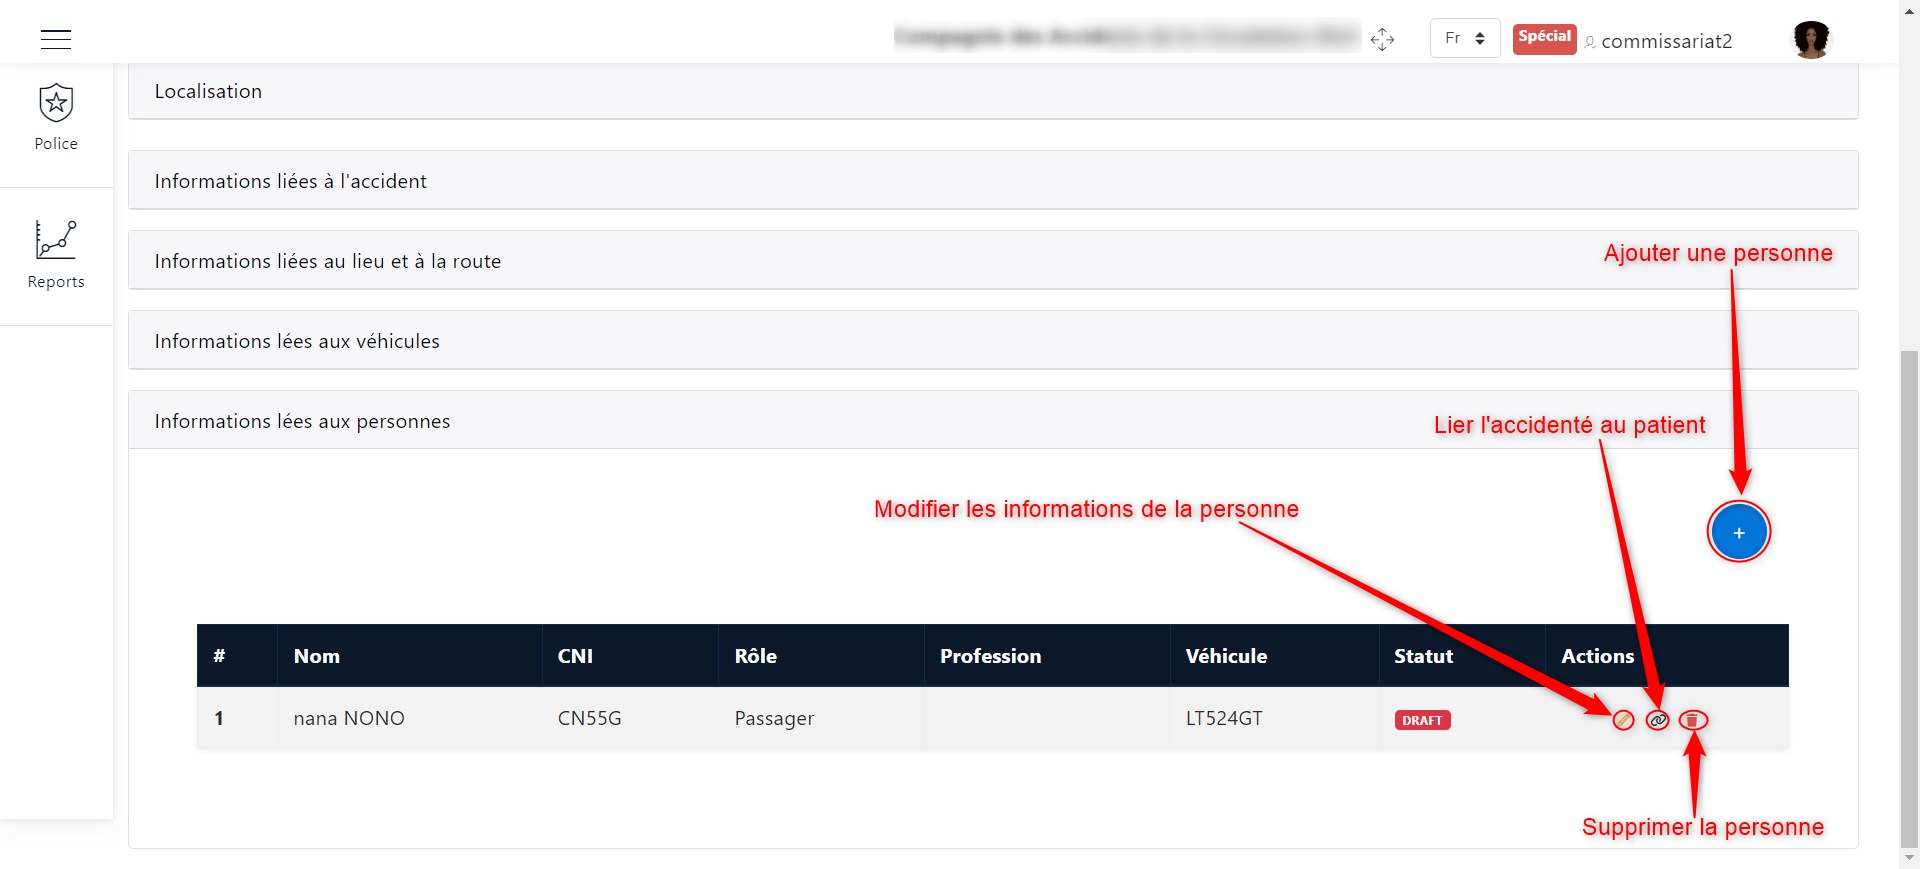 Fr
Spécial
commissariat2
Police
Reports
Localisation
Informations liées à l'accident
Informations liées au lieu et à la route
Ajouter une personne
Informations lées aux véhicules
Informations lées aux personnes
Lier l'accidenté au patient
Modifier les informations de la personne
+
# Nom CNI Rôle Profession Véhicule Statut Actions
1 nana NONO CN55G Passager LT524GT DRAFT
Supprimer la personne